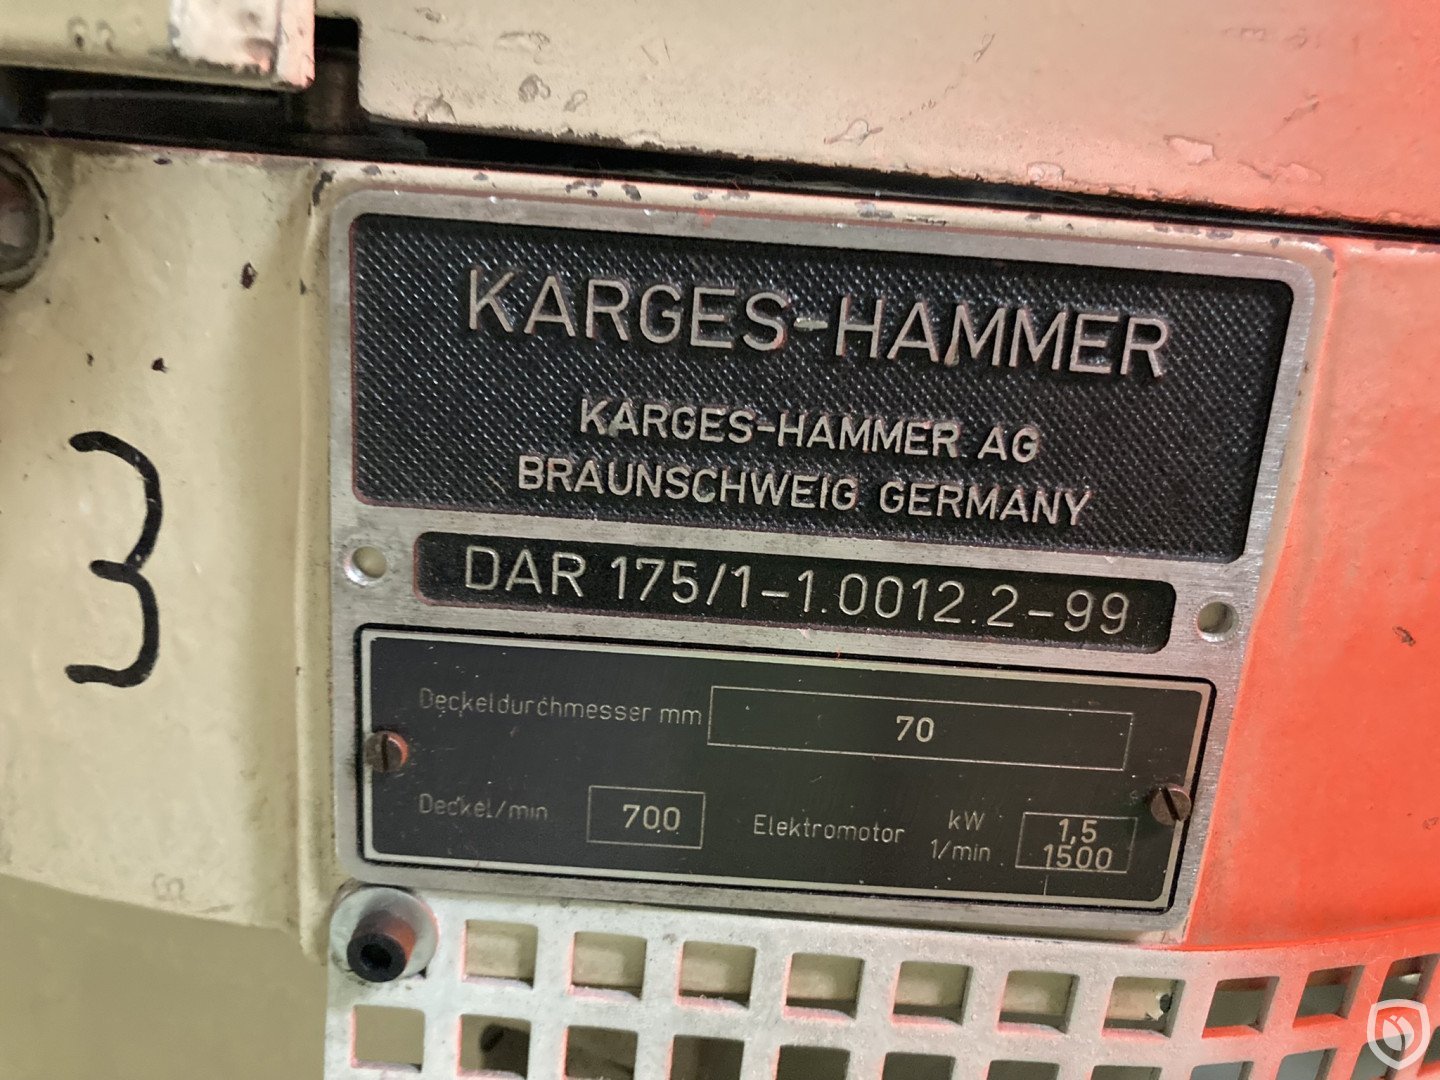 KARGES-HAMMER
KARGES-HAMMER AG
BRAUNSCHWEIG GERMANY
DAR 175/1-1.0012.2-99
3
Deckeldurchmesser mm 70
Deckel/min 700 Elektromotor kW 1,5
1/min 1500